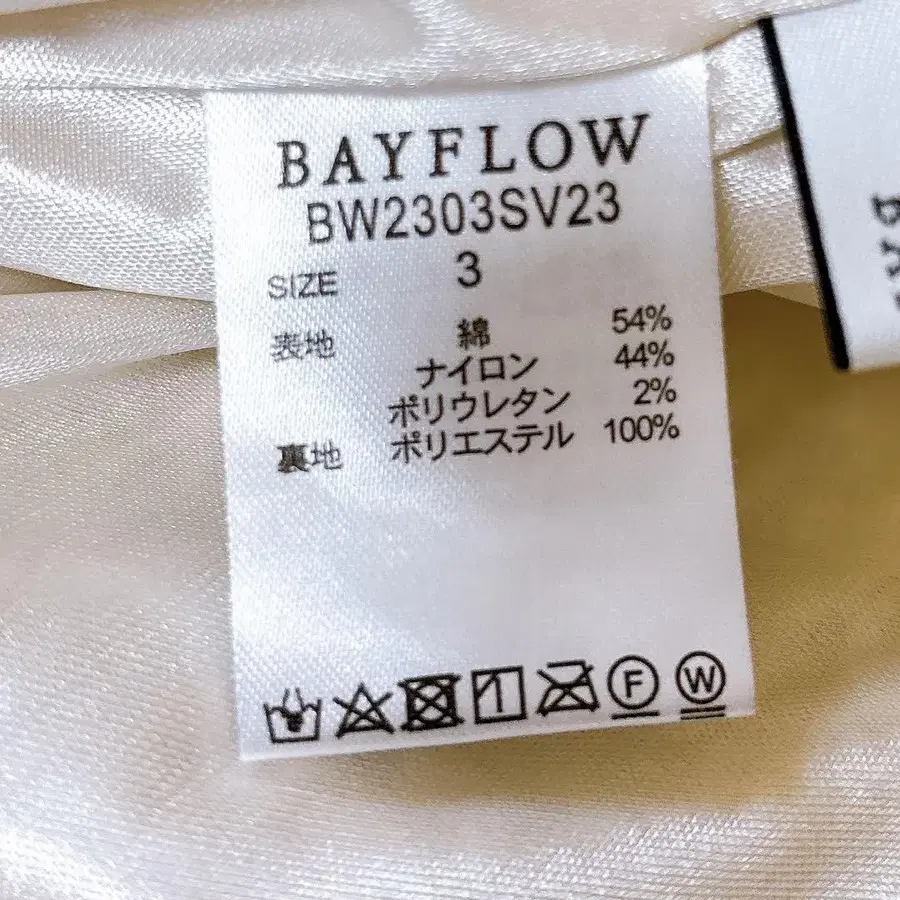 BAYFLOW
BW2303SV23
SIZE 3
表地 綿 54%
ナイロン 44%
ポリウレタン 2%
裏地 ポリエステル 100%
F W